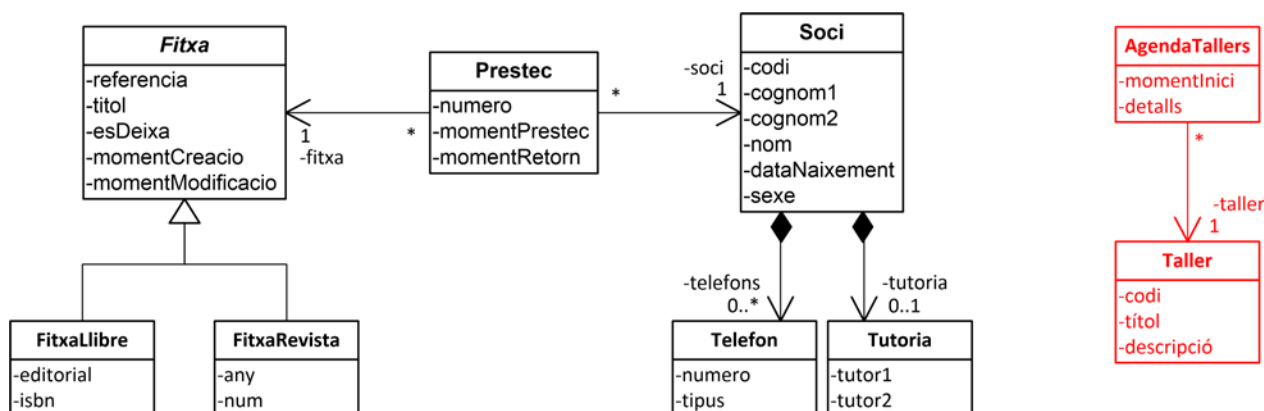 Fitxa
-referencia
-titol
-esDeixa
-momentCreacio
-momentModificacio
1
-fitxa
*
Prestec
-numero
-momentPrestec
-momentRetorn
*
-soci
1
Soci
-codi
-cognom1
-cognom2
-nom
-dataNaixement
-sexe
AgendaTallers
-momentInici
-detalls
*
-taller
1
Taller
-codi
-títol
-descripció
FitxaLlibre
-editorial
-isbn
FitxaRevista
-any
-num
-telefons
0..*
-tutoria
0..1
Telefon
-numero
-tipus
Tutoria
-tutor1
-tutor2